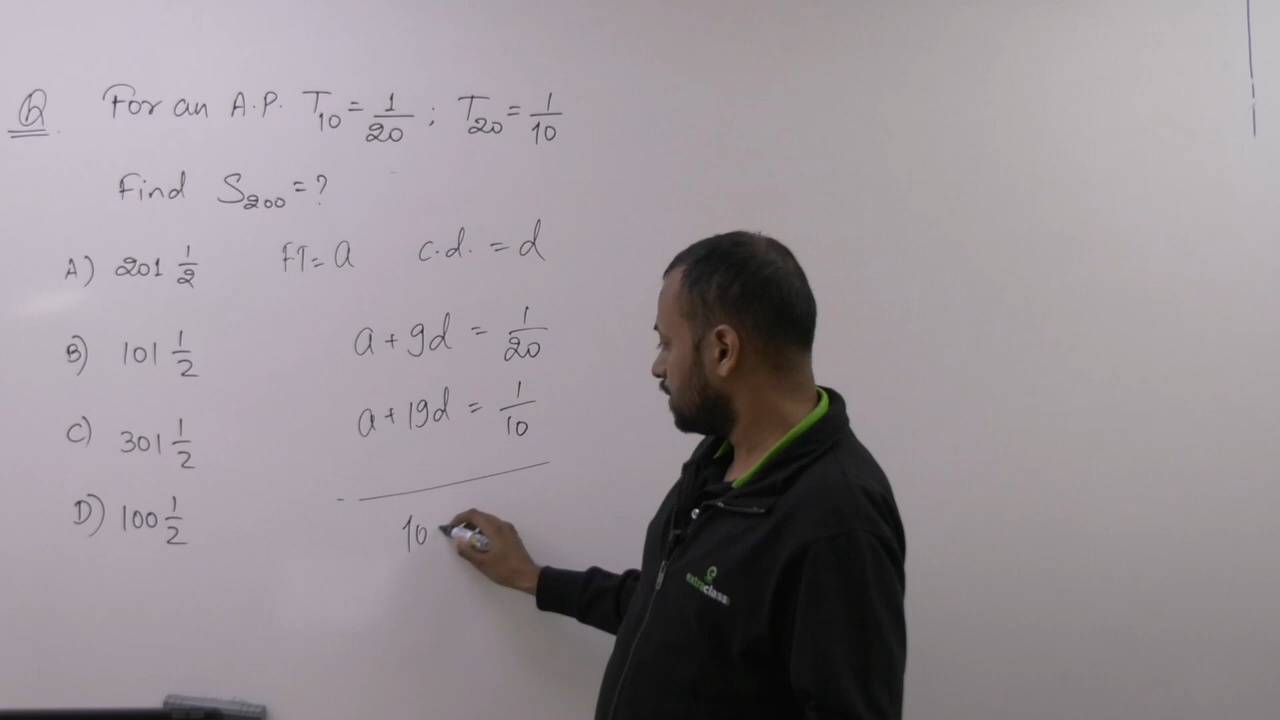 Q. For an A.P. T₁₀ = 1/20 ; T₂₀ = 1/10
Find S₂₀₀ = ?
A) 201 1/2
B) 101 1/2
C) 301 1/2
D) 100 1/2
FT = a c.d. = d
a + 9d = 1/20
a + 19d = 1/10
10
extraclass